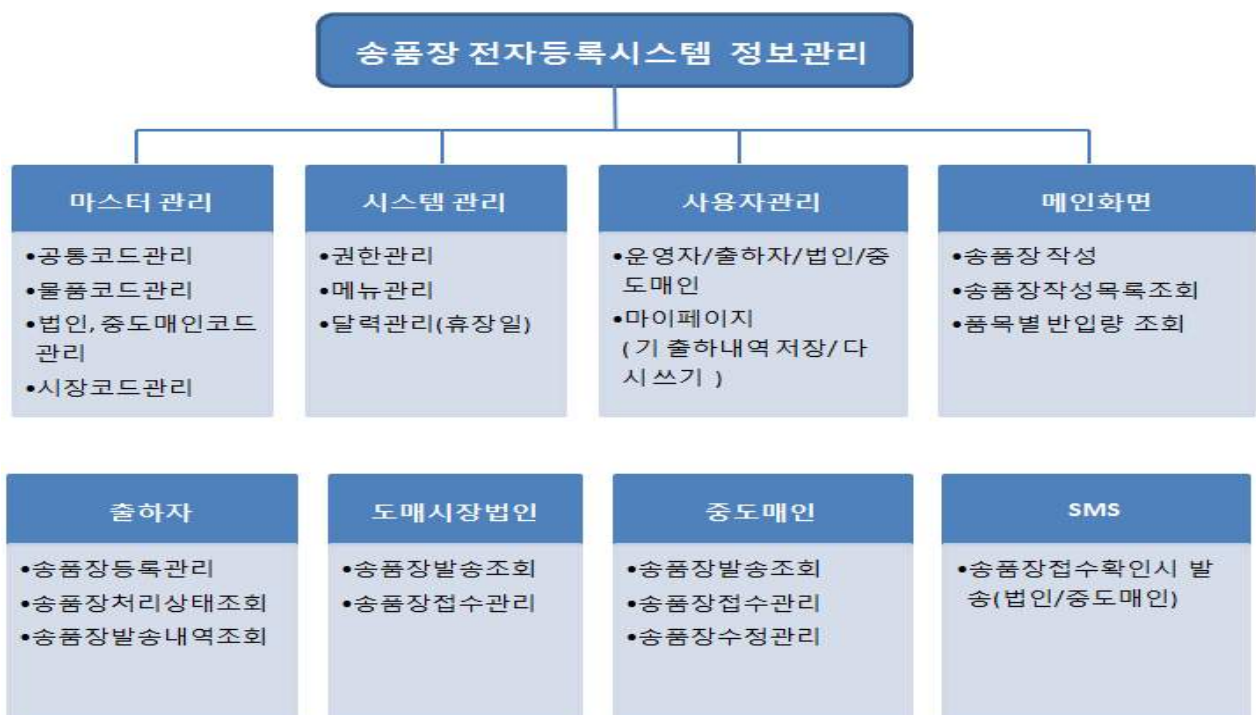 송품장 전자등록시스템 정보관리
마스터 관리
•공통코드관리
•물품코드관리
•법인, 중도매인코드
관리
•시장코드관리
시스템 관리
•권한관리
•메뉴관리
•달력관리(휴장일)
사용자관리
•운영자/출하자/법인/중
도매인
•마이페이지
(기 출하내역 저장/다
시 쓰기 )
메인화면
•송품장 작성
•송품장작성목록조회
•품목별 반입량 조회
출하자
•송품장등록관리
•송품장처리상태조회
•송품장발송내역조회
도매시장법인
•송품장발송조회
•송품장접수관리
중도매인
•송품장발송조회
•송품장접수관리
•송품장수정관리
SMS
•송품장접수확인시 발
송(법인/중도매인)